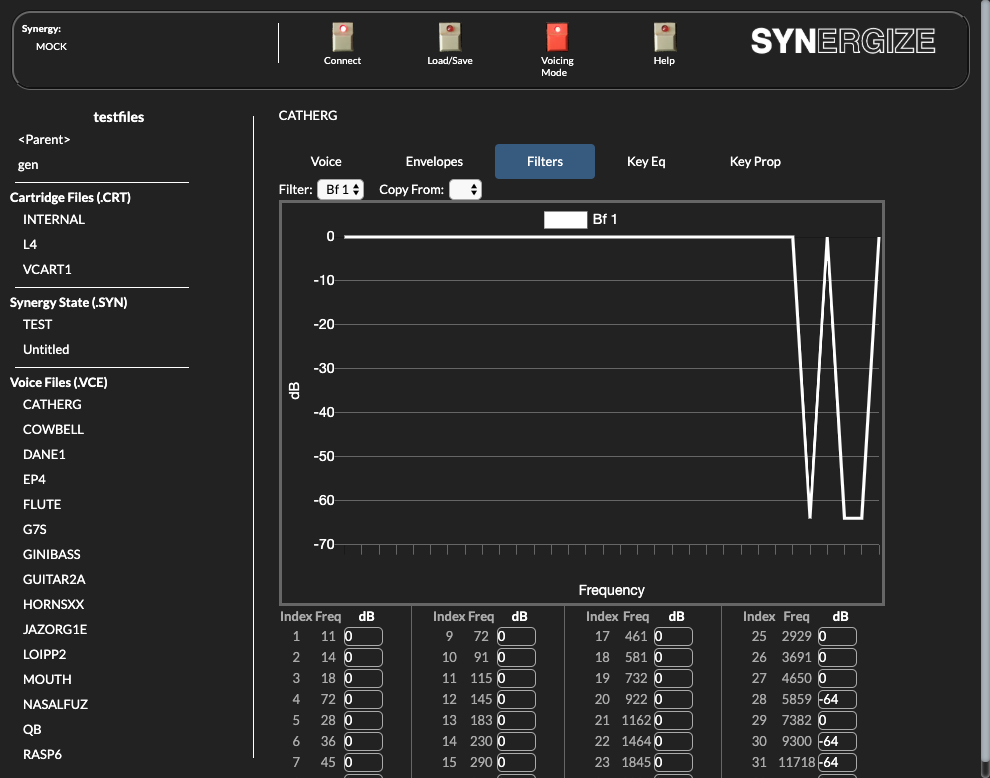 Synergy:
MOCK
Connect
Load/Save
Voicing
Mode
Help
SYNERGIZE
testfiles
<Parent>
gen
Cartridge Files (.CRT)
INTERNAL
L4
VCART1
Synergy State (.SYN)
TEST
Untitled
Voice Files (.VCE)
CATHERG
COWBELL
DANE1
EP4
FLUTE
G7S
GINIBASS
GUITAR2A
HORNSXX
JAZORG1E
LOIPP2
MOUTH
NASALFUZ
QB
RASP6
CATHERG
Voice Envelopes Filters Key Eq Key Prop
Filter: Bf 1 Copy From:
Bf 1
0
-10
-20
-30
-40
-50
-60
-70
dB
Frequency
Index Freq dB Index Freq dB Index Freq dB Index Freq dB
1 11 0 9 72 0 17 461 0 25 2929 0
2 14 0 10 91 0 18 581 0 26 3691 0
3 18 0 11 115 0 19 732 0 27 4650 0
4 72 0 12 145 0 20 922 0 28 5859 -64
5 28 0 13 183 0 21 1162 0 29 7382 0
6 36 0 14 230 0 22 1464 0 30 9300 -64
7 45 0 15 290 0 23 1845 0 31 11718 -64